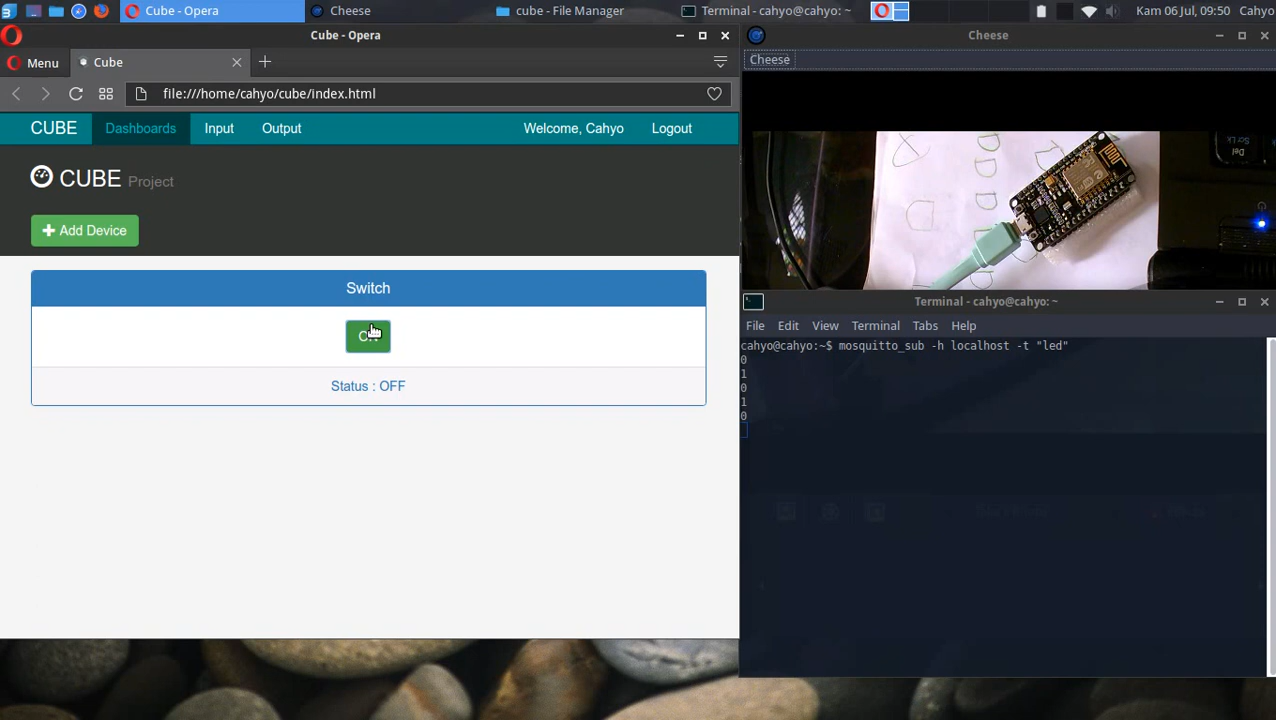 Cube - Opera
Cheese
cube - File Manager
Terminal - cahyo@cahyo: ~
Kam 06 Jul, 09:50
Cahyo
Cube - Opera
Menu
Cube
file:///home/cahyo/cube/index.html
CUBE
Dashboards
Input
Output
Welcome, Cahyo
Logout
CUBE Project
Add Device
Switch
Status : OFF
Cheese
Cheese
D
D
D
Del
Terminal - cahyo@cahyo: ~
File Edit View Terminal Tabs Help
cahyo@cahyo:~$ mosquitto_sub -h localhost -t "led"
0
1
0
1
0